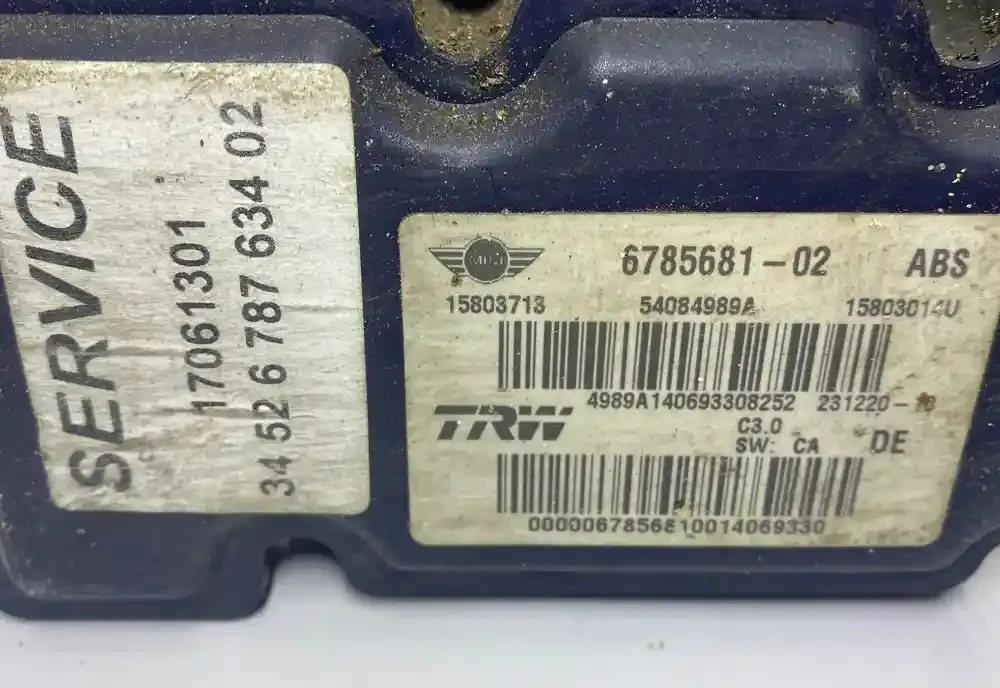 SERVICE
17061301
34 52 6 787 634 02
MINI
6785681-02 ABS
15803713 54084989A 15803014U
4989A140693308252
TRW
C3.0
SW: CA DE
0000067856810014069330